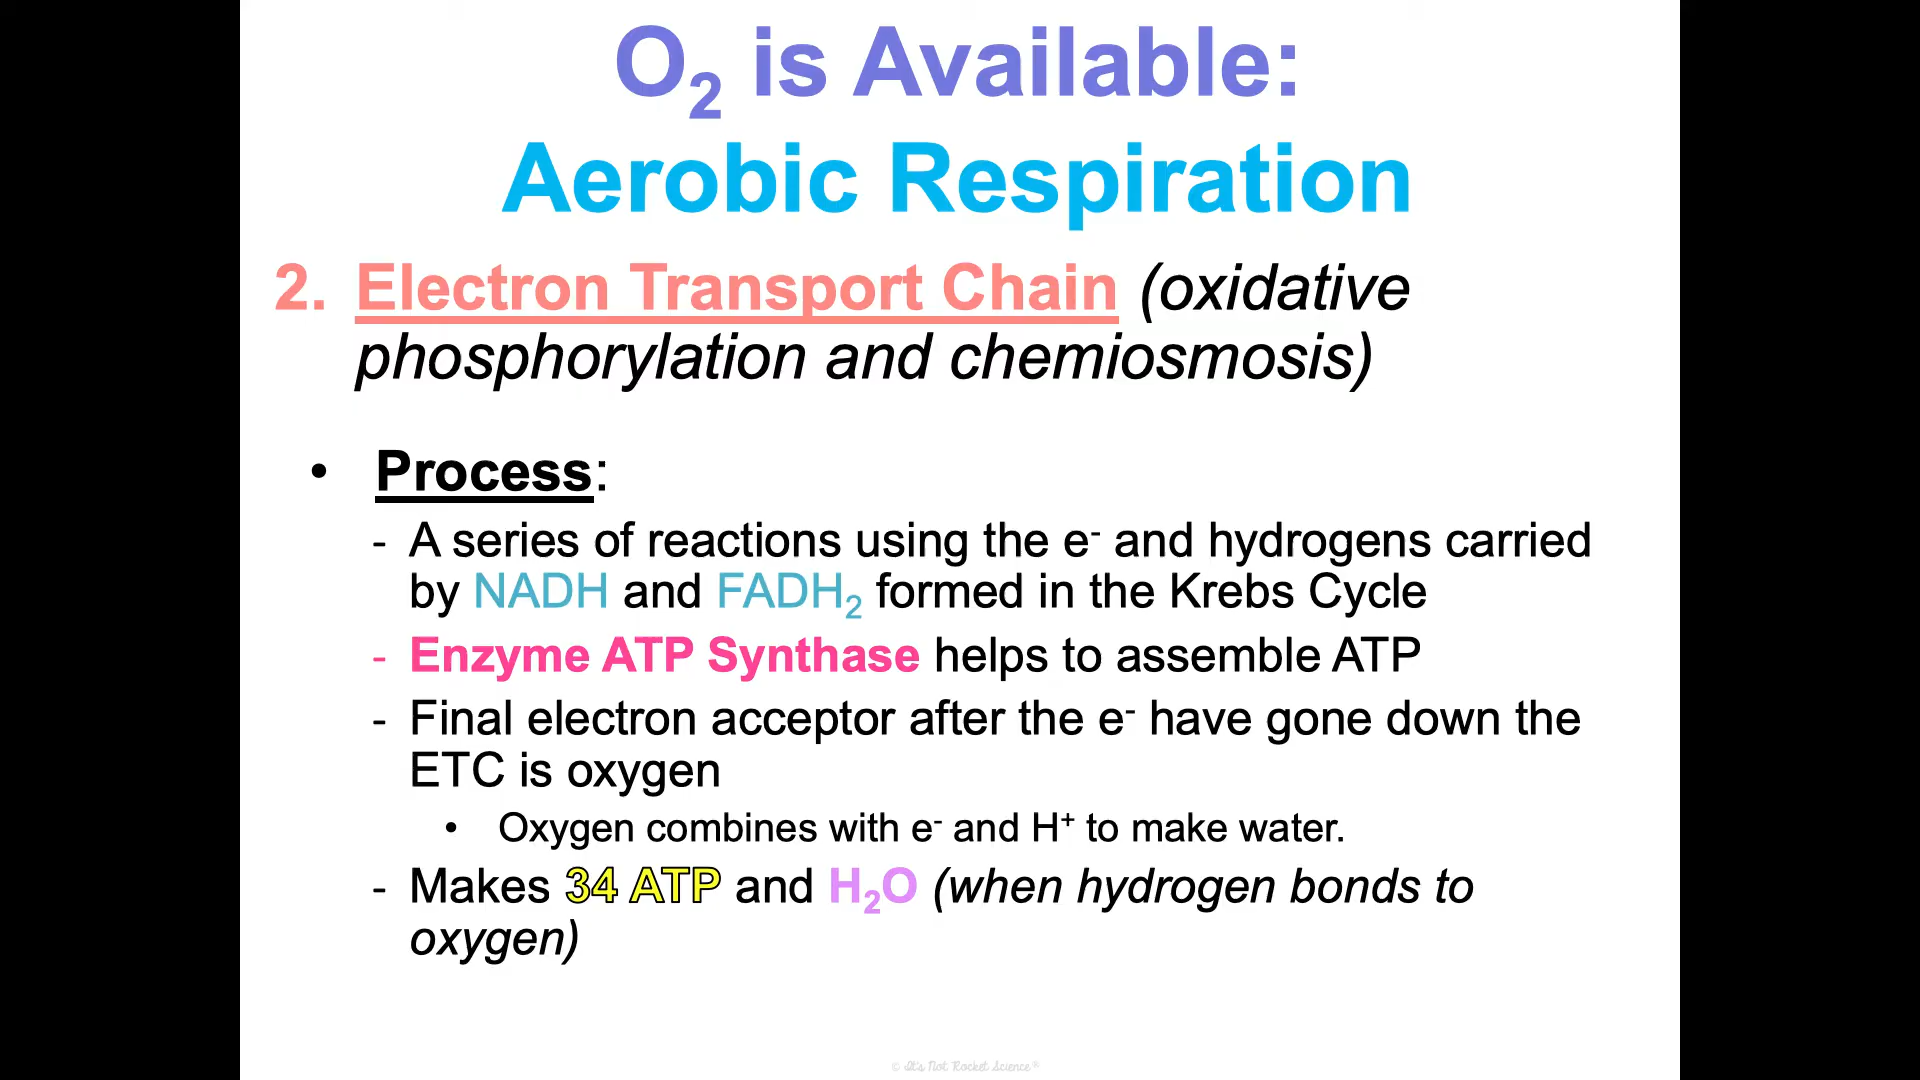 O₂ is Available:
Aerobic Respiration
2. Electron Transport Chain (oxidative
phosphorylation and chemiosmosis)
• Process:
- A series of reactions using the e⁻ and hydrogens carried
by NADH and FADH₂ formed in the Krebs Cycle
- Enzyme ATP Synthase helps to assemble ATP
- Final electron acceptor after the e⁻ have gone down the
ETC is oxygen
• Oxygen combines with e⁻ and H⁺ to make water.
- Makes 34 ATP and H₂O (when hydrogen bonds to
oxygen)
© It's Not Rocket Science®